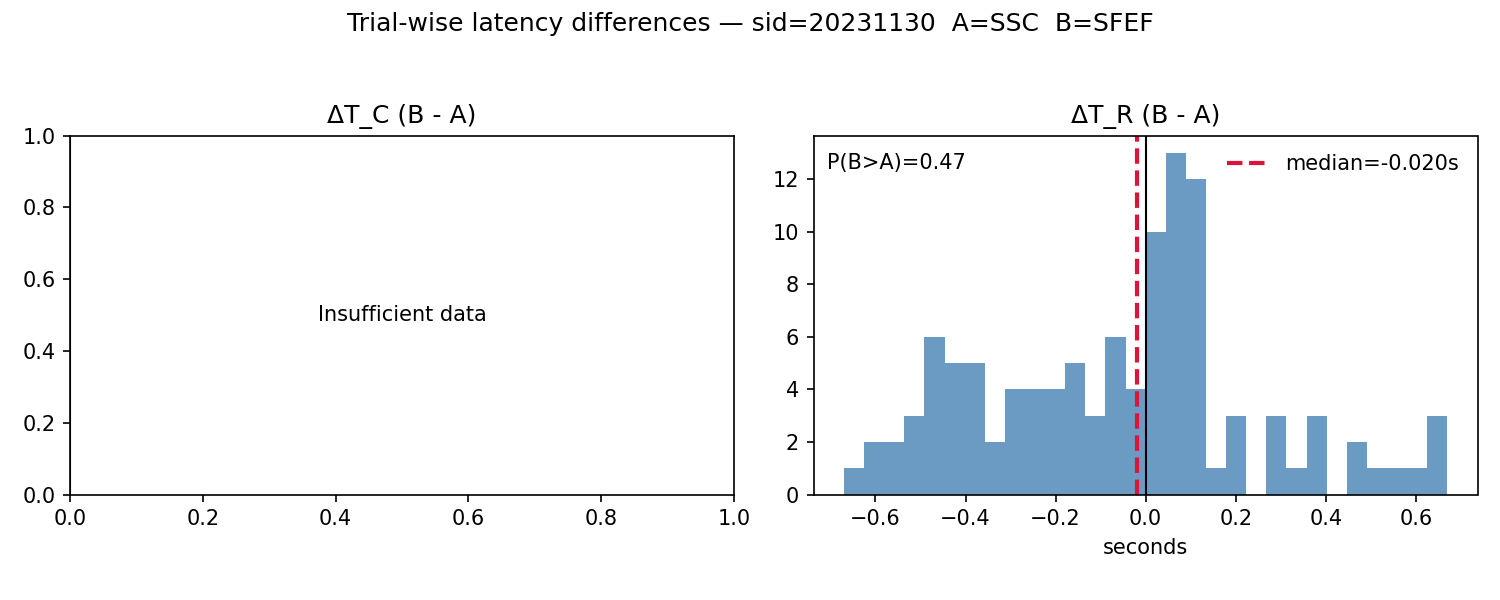 Trial-wise latency differences — sid=20231130  A=SSC  B=SFEF
ΔT_C (B - A)
1.0
0.8
0.6
0.4
0.2
0.0
Insufficient data
0.0 0.2 0.4 0.6 0.8 1.0
ΔT_R (B - A)
P(B>A)=0.47
median=-0.020s
12
10
8
6
4
2
0
−0.6 −0.4 −0.2 0.0 0.2 0.4 0.6
seconds